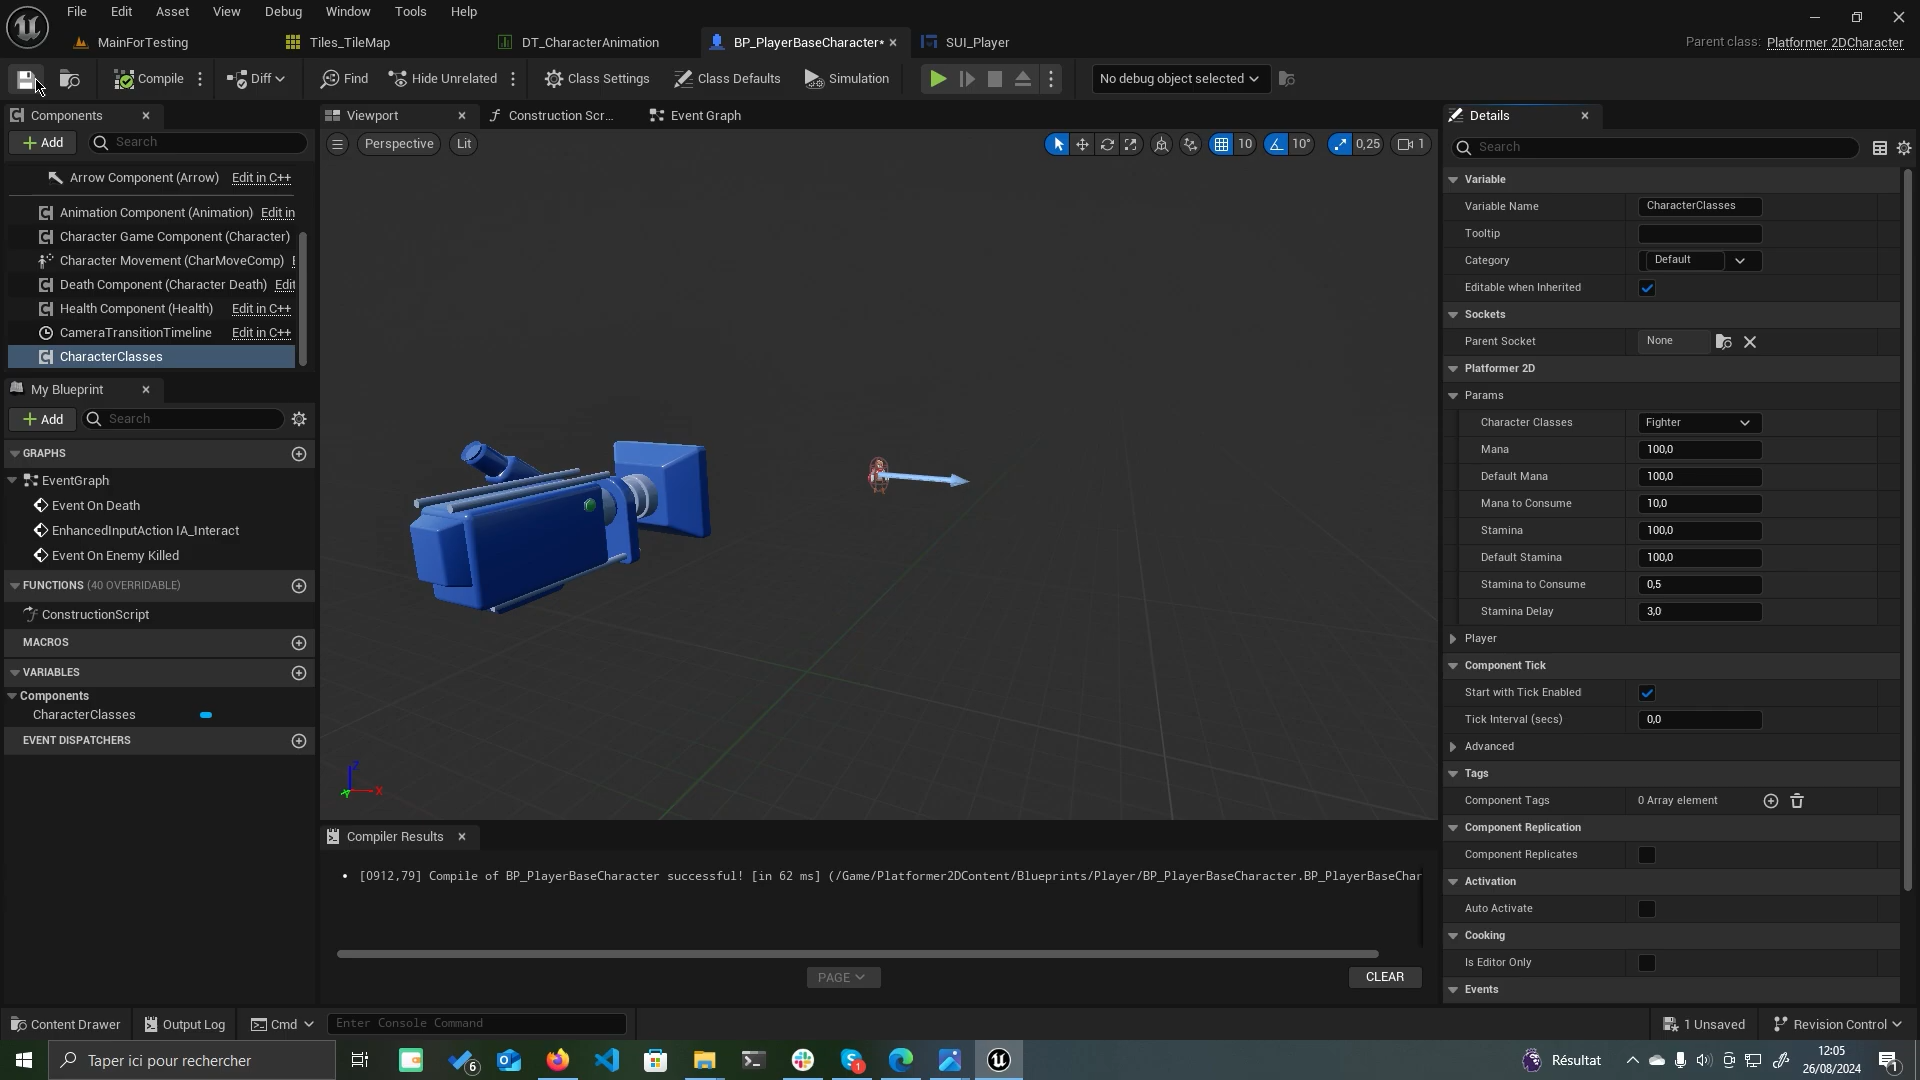 File Edit Asset View Debug Window Tools Help
MainForTesting Tiles_TileMap DT_CharacterAnimation BP_PlayerBaseCharacter* SUI_Player Parent class: Platformer 2DCharacter
Compile Diff Find Hide Unrelated Class Settings Class Defaults Simulation No debug object selected
Components
Add Search
Arrow Component (Arrow) Edit in C++
Animation Component (Animation) Edit in
Character Game Component (Character)
Character Movement (CharMoveComp)
Death Component (Character Death) Edit
Health Component (Health) Edit in C++
CameraTransitionTimeline Edit in C++
CharacterClasses
My Blueprint
Add Search
GRAPHS
EventGraph
Event On Death
EnhancedInputAction IA_Interact
Event On Enemy Killed
FUNCTIONS (40 OVERRIDABLE)
ConstructionScript
MACROS
VARIABLES
Components
CharacterClasses
EVENT DISPATCHERS
Viewport Construction Scr... Event Graph
Perspective Lit 10 10° 0,25 1
Z
X
Y
Compiler Results
• [0912,79] Compile of BP_PlayerBaseCharacter successful! [in 62 ms] (/Game/Platformer2DContent/Blueprints/Player/BP_PlayerBaseCharacter.BP_PlayerBaseChar
PAGE CLEAR
Details
Search
Variable
Variable Name CharacterClasses
Tooltip
Category Default
Editable when Inherited
Sockets
Parent Socket None
Platformer 2D
Params
Character Classes Fighter
Mana 100,0
Default Mana 100,0
Mana to Consume 10,0
Stamina 100,0
Default Stamina 100,0
Stamina to Consume 0,5
Stamina Delay 3,0
Player
Component Tick
Start with Tick Enabled
Tick Interval (secs) 0,0
Advanced
Tags
Component Tags 0 Array element
Component Replication
Component Replicates
Activation
Auto Activate
Cooking
Is Editor Only
Events
Content Drawer Output Log Cmd Enter Console Command 1 Unsaved Revision Control
Taper ici pour rechercher 6 1 Résultat 12:05
26/08/2024 1